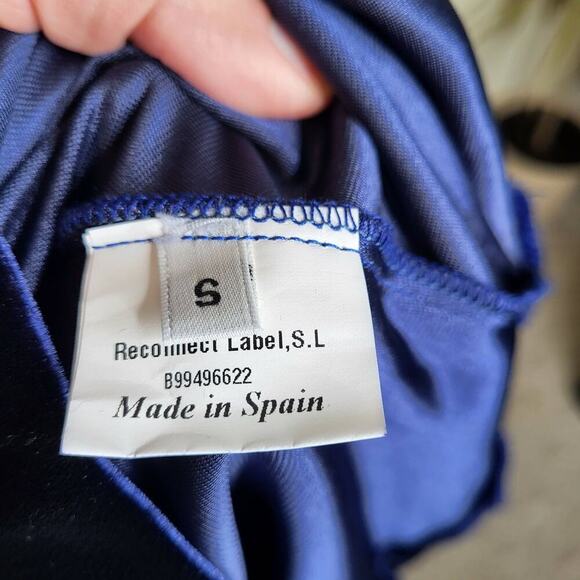 S
Reconnect Label,S.L
B99496622
Made in Spain